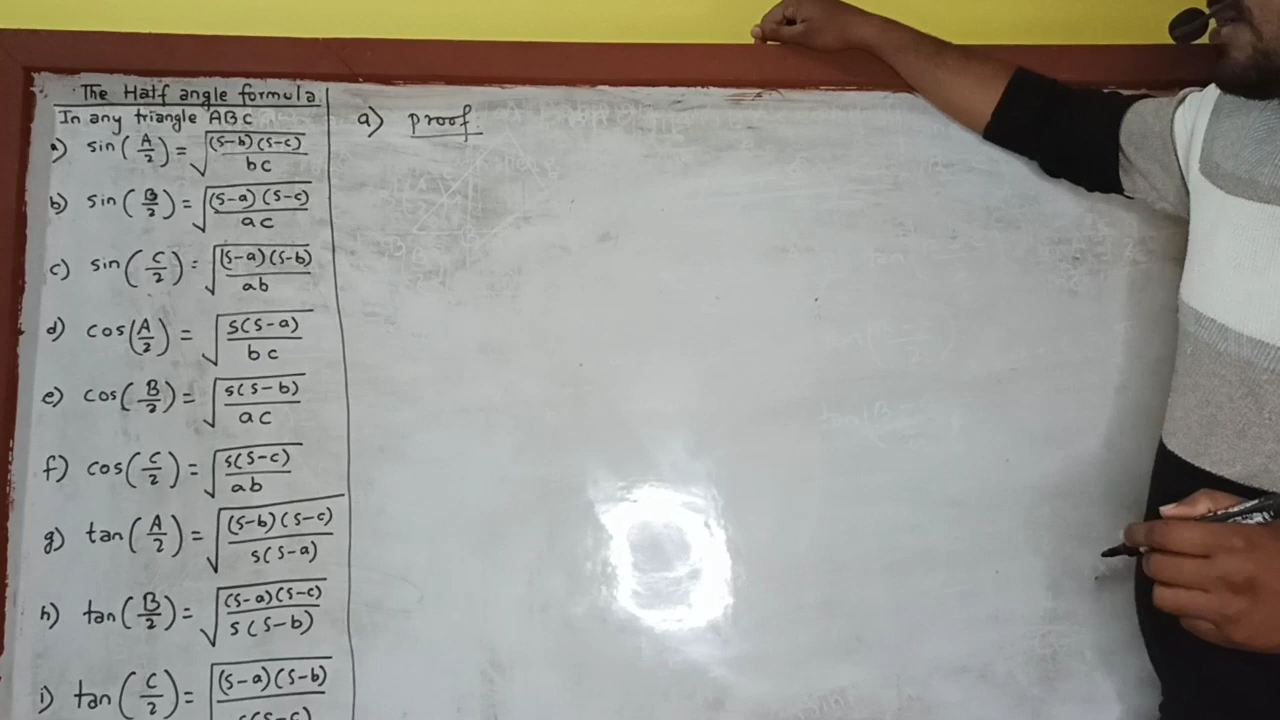 The Half angle formula.
In any triangle ABC
a) sin(A/2) = √((s-b)(s-c)/bc)
b) sin(B/2) = √((s-a)(s-c)/ac)
c) sin(C/2) = √((s-a)(s-b)/ab)
d) cos(A/2) = √(s(s-a)/bc)
e) cos(B/2) = √(s(s-b)/ac)
f) cos(C/2) = √(s(s-c)/ab)
g) tan(A/2) = √((s-b)(s-c)/s(s-a))
h) tan(B/2) = √((s-a)(s-c)/s(s-b))
i) tan(C/2) = √((s-a)(s-b)/s(s-c))
a) proof: